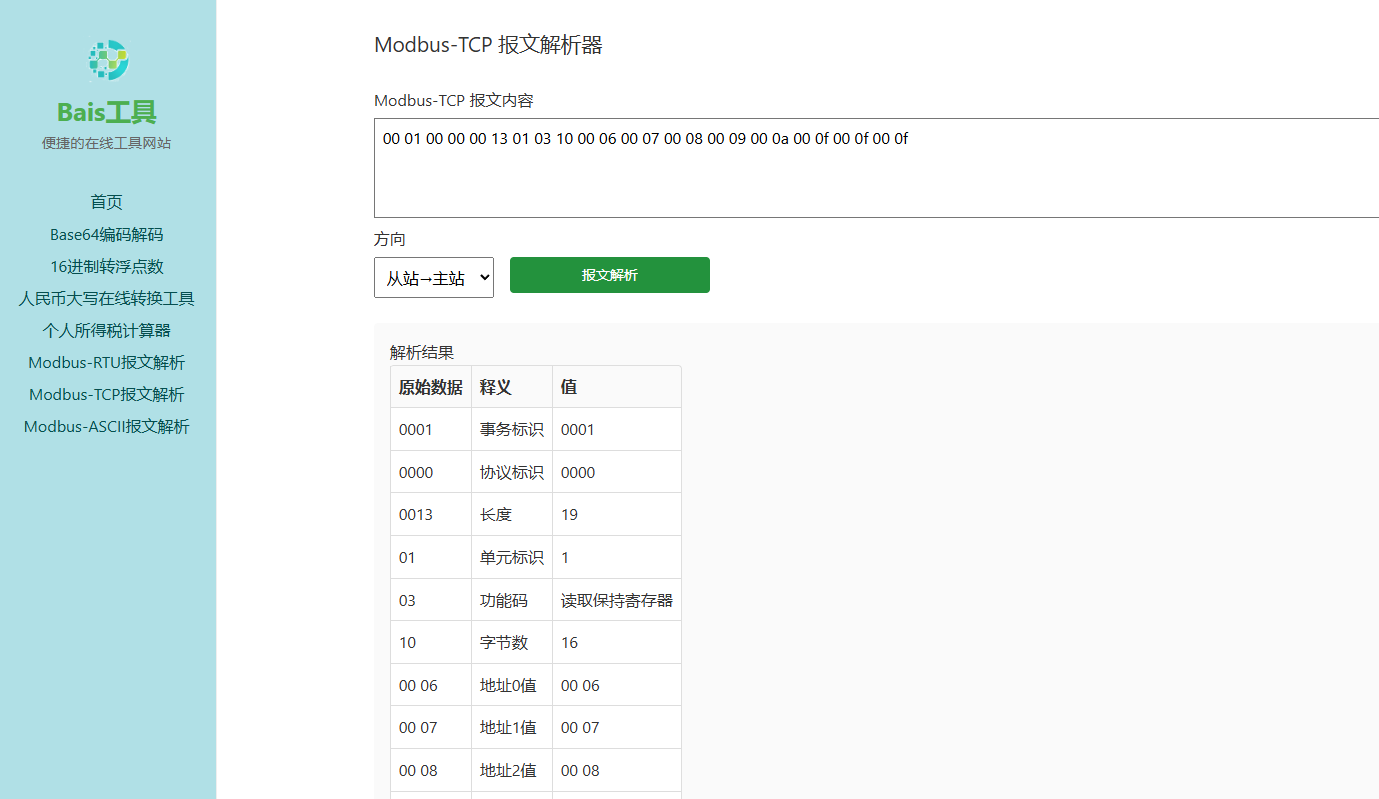 Bais工具
便捷的在线工具网站
首页
Base64编码解码
16进制转浮点数
人民币大写在线转换工具
个人所得税计算器
Modbus-RTU报文解析
Modbus-TCP报文解析
Modbus-ASCII报文解析
Modbus-TCP 报文解析器
Modbus-TCP 报文内容
00 01 00 00 00 13 01 03 10 00 06 00 07 00 08 00 09 00 0a 00 0f 00 0f 00 0f
方向
从站→主站 报文解析
解析结果
原始数据 释义 值
0001 事务标识 0001
0000 协议标识 0000
0013 长度 19
01 单元标识 1
03 功能码 读取保持寄存器
10 字节数 16
00 06 地址0值 00 06
00 07 地址1值 00 07
00 08 地址2值 00 08